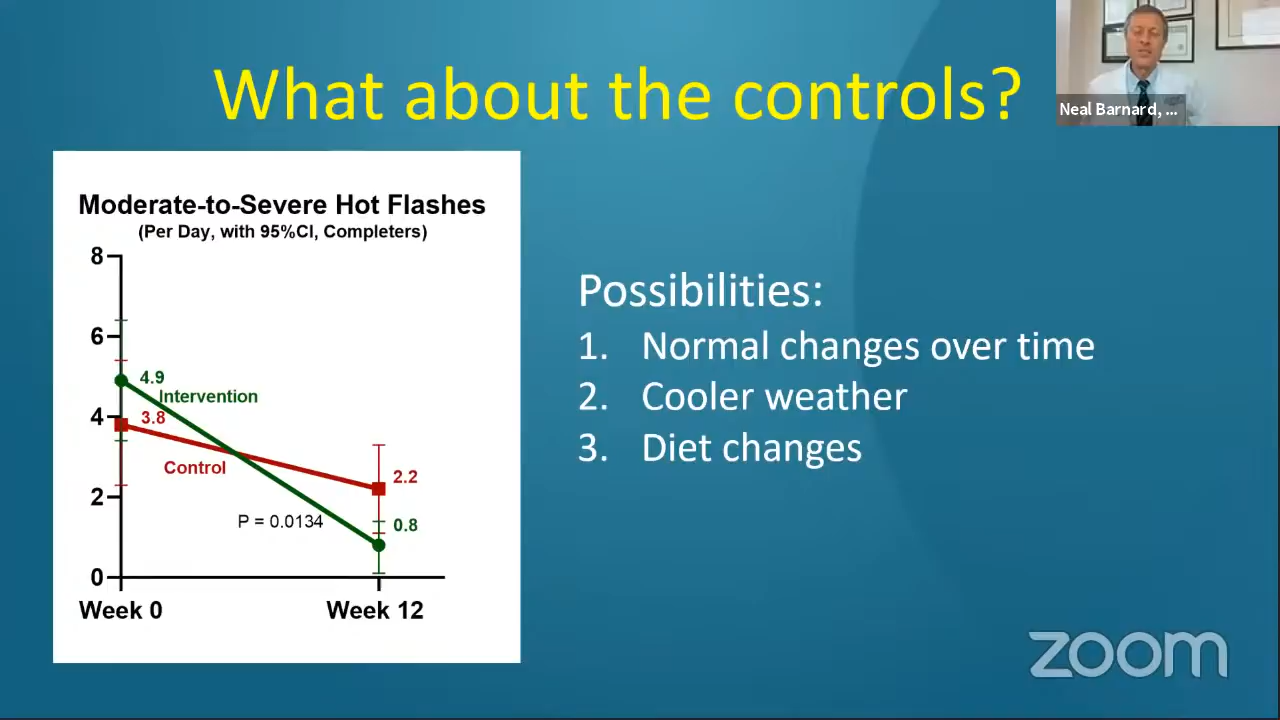 What about the controls?
Neal Barnard, ...
Moderate-to-Severe Hot Flashes
(Per Day, with 95%CI, Completers)
8
6
4.9
Intervention
4
3.8
Control
2.2
2
P = 0.0134
0.8
0
Week 0
Week 12
Possibilities:
1. Normal changes over time
2. Cooler weather
3. Diet changes
zoom